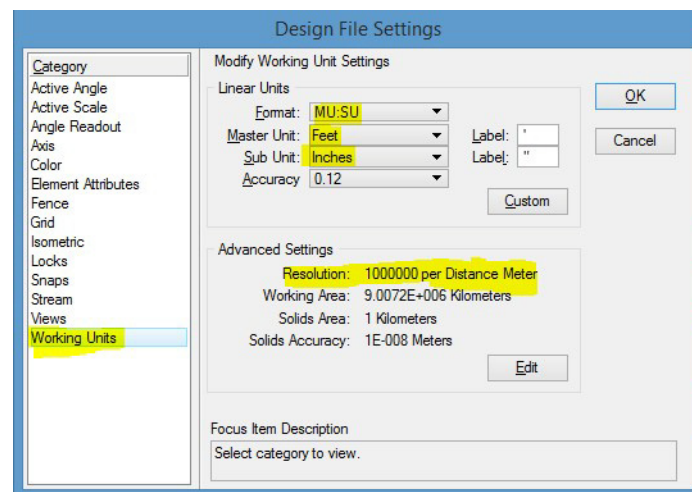 Design File Settings
Category
Active Angle
Active Scale
Angle Readout
Axis
Color
Element Attributes
Fence
Grid
Isometric
Locks
Snaps
Stream
Views
Working Units
Modify Working Unit Settings
Linear Units
Format: MU:SU
Master Unit: Feet Label: '
Sub Unit: Inches Label: "
Accuracy 0.12
Custom
Advanced Settings
Resolution: 1000000 per Distance Meter
Working Area: 9.0072E+006 Kilometers
Solids Area: 1 Kilometers
Solids Accuracy: 1E-008 Meters
Edit
Focus Item Description
Select category to view.
OK
Cancel